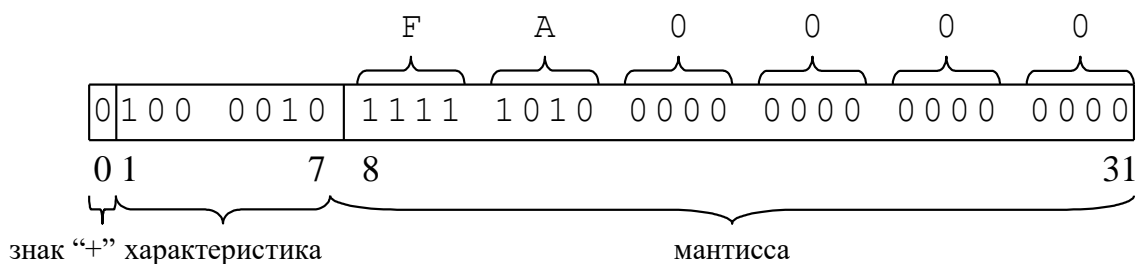 F A 0 0 0 0
0 100 0010 1111 1010 0000 0000 0000 0000
0 1 7 8 31
знак “+” характеристика мантисса